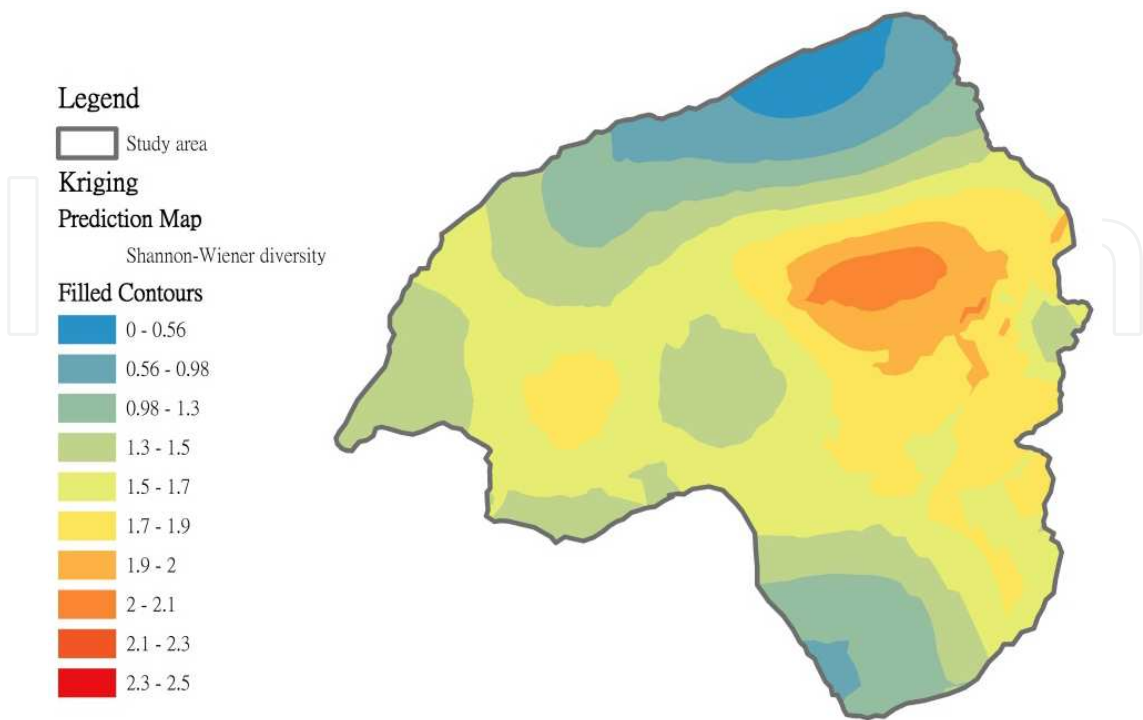 Legend
Study area
Kriging
Prediction Map
Shannon-Wiener diversity
Filled Contours
0 - 0.56
0.56 - 0.98
0.98 - 1.3
1.3 - 1.5
1.5 - 1.7
1.7 - 1.9
1.9 - 2
2 - 2.1
2.1 - 2.3
2.3 - 2.5